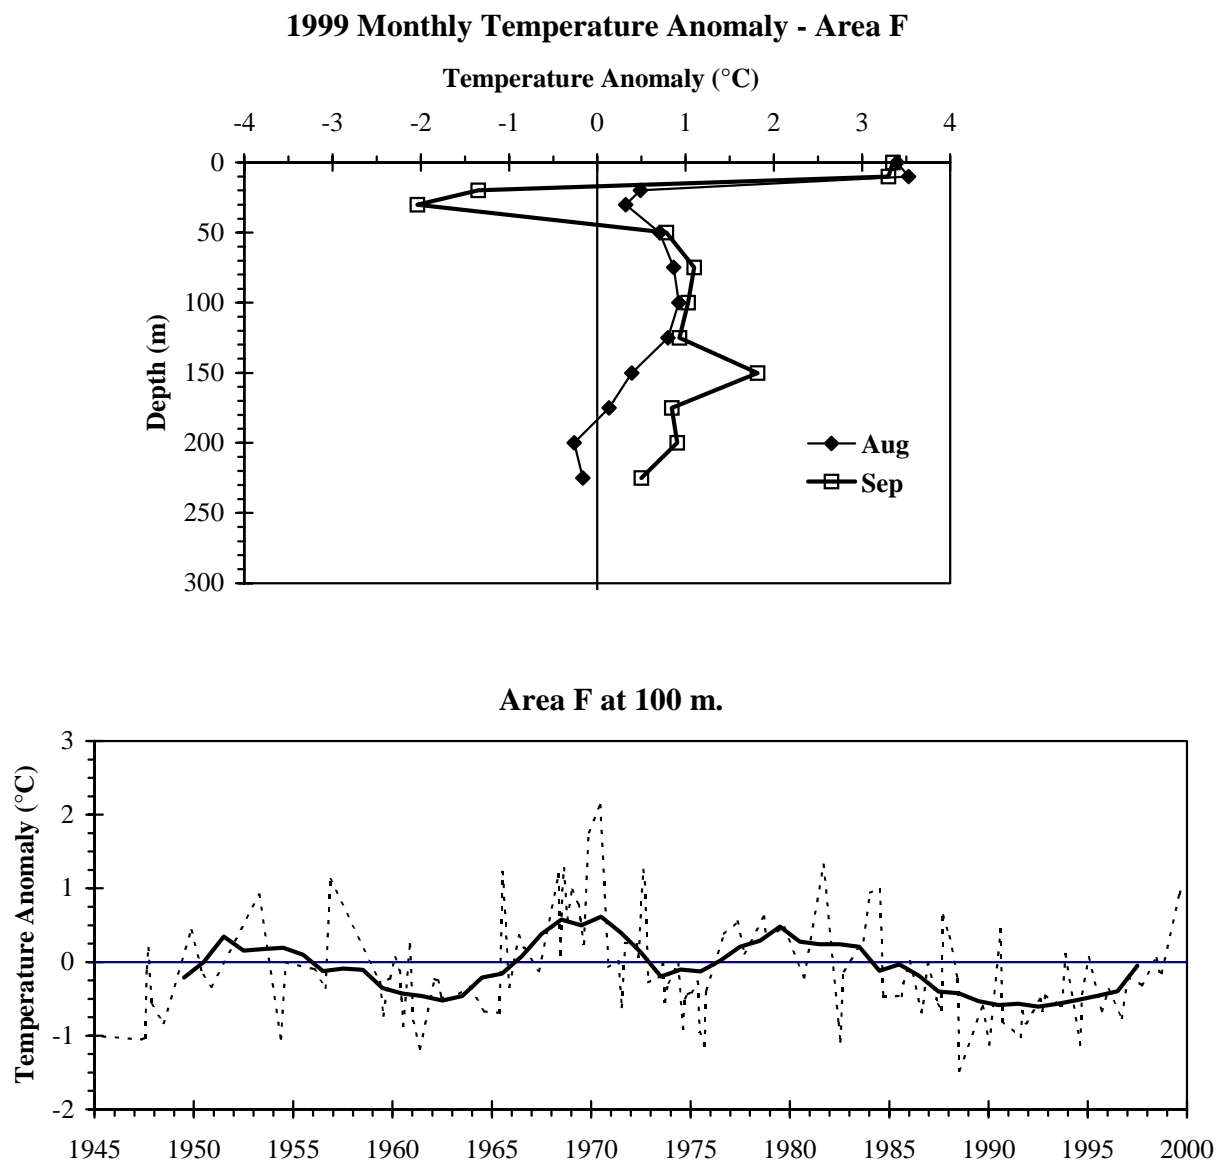 1999 Monthly Temperature Anomaly - Area F
Temperature Anomaly (°C)
-4 -3 -2 -1 0 1 2 3 4
0
50
100
150
200
250
300
Depth (m)
Aug
Sep
Area F at 100 m.
Temperature Anomaly (°C)
3
2
1
0
-1
-2
1945 1950 1955 1960 1965 1970 1975 1980 1985 1990 1995 2000